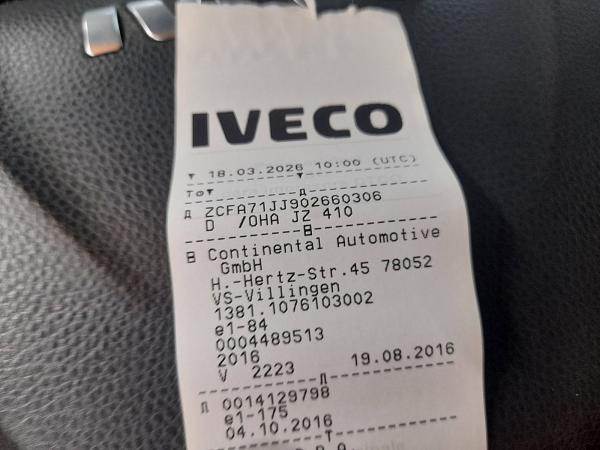 IVECO
▼ 18.03.2026 10:00 (UTC)
ZCFA71JJ902660306
D /OHA JZ 410
Continental Automotive
GmbH
H.-Hertz-Str.45 78052
VS-Villingen
1381.1076103002
e1-84
0004489513
2016
V 2223 19.08.2016
0014129798
e1-175
04.10.2016